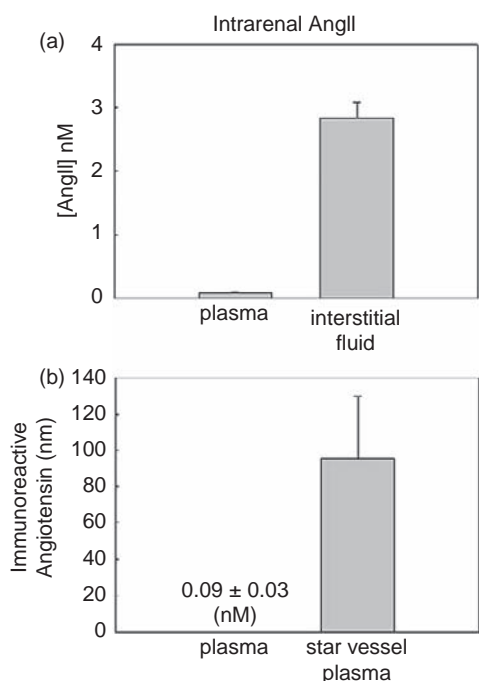 Intrarenal AngII
(a)
[AngII] nM
4
3
2
1
0
plasma
interstitial
fluid
(b)
Immunoreactive
Angiotensin (nm)
140
120
100
80
60
40
20
0
0.09 ± 0.03
(nM)
plasma
star vessel
plasma